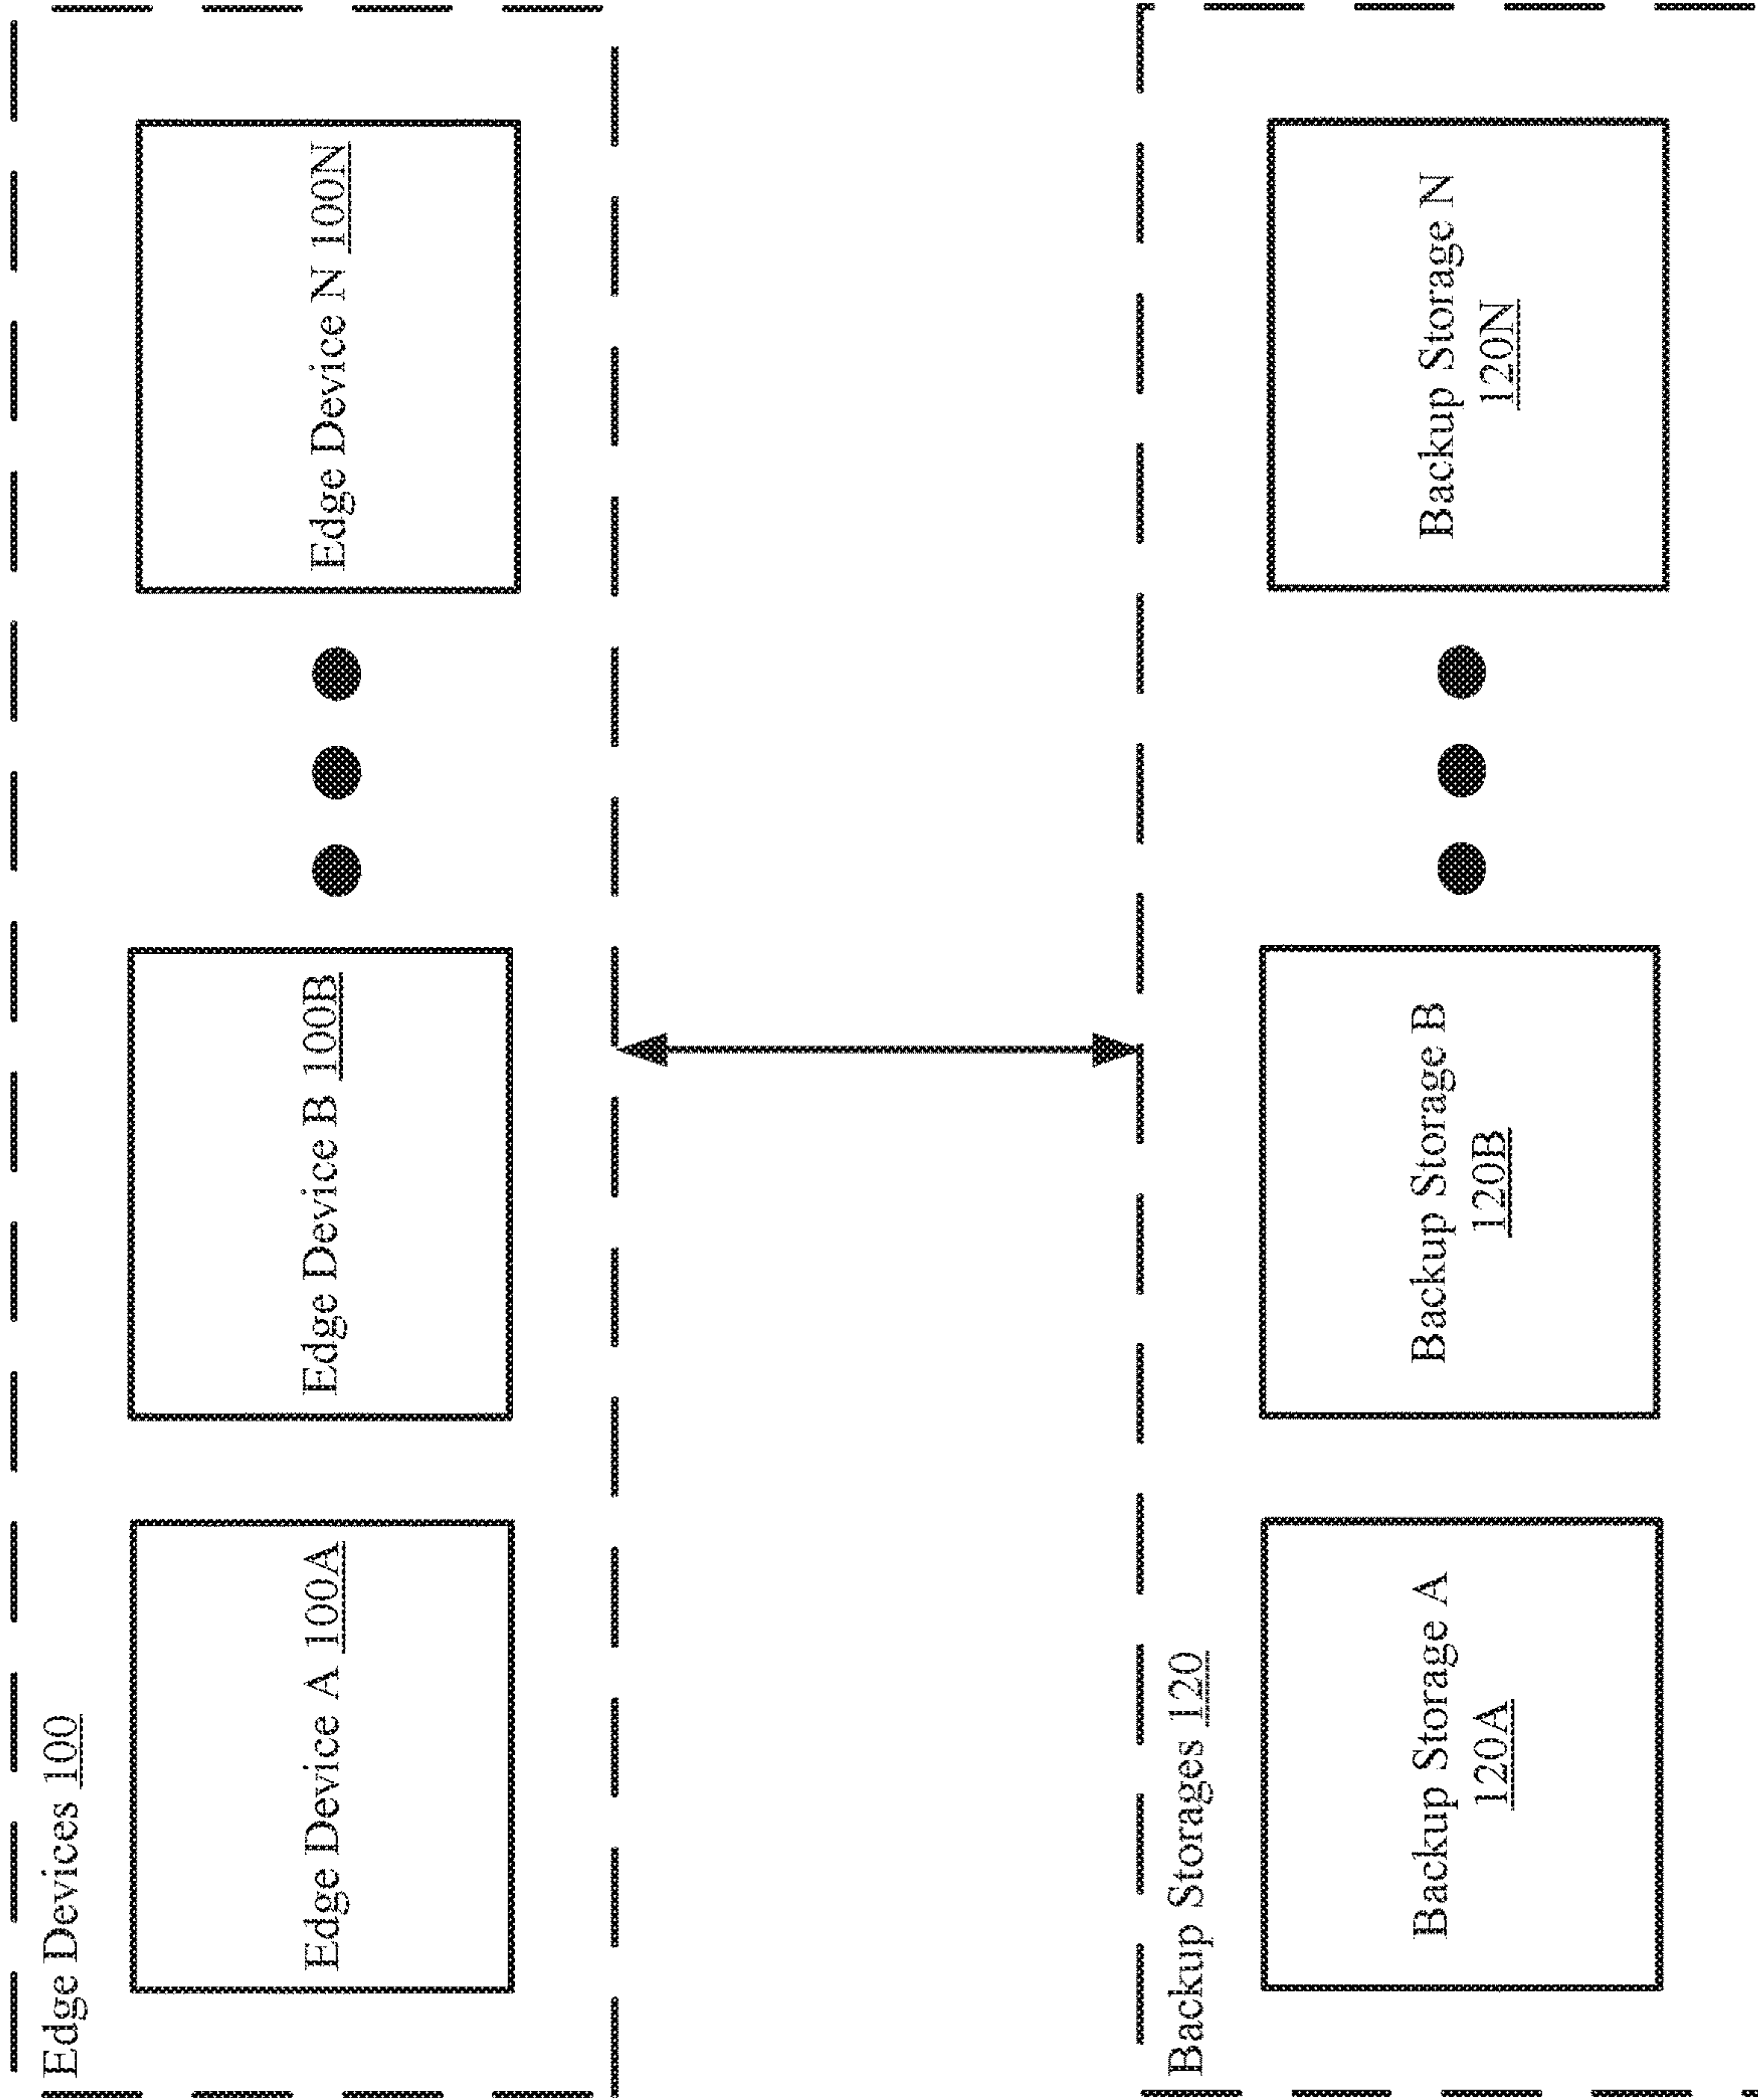 Edge Devices 100
Edge Device A 100A
Edge Device B 100B
Edge Device N 100N
Backup Storages 120
Backup Storage A
120A
Backup Storage B
120B
Backup Storage N
120N